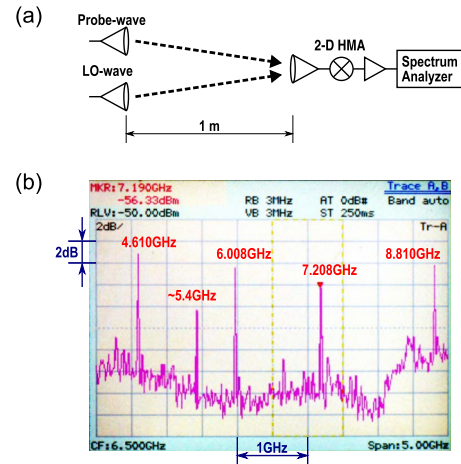 (a)
Probe-wave
LO-wave
2-D HMA
Spectrum
Analyzer
1 m
(b)
MKR:7.190GHz
-56.33dBm
RLV:-50.00dBm
RB 3MHz
VB 3MHz
AT 0dB#
ST 250ms
Trace A,B
Band auto
2dB/
Tr-A
2dB
4.610GHz
~5.4GHz
6.008GHz
7.208GHz
8.810GHz
CF:6.500GHz
Span:5.00GHz
1GHz